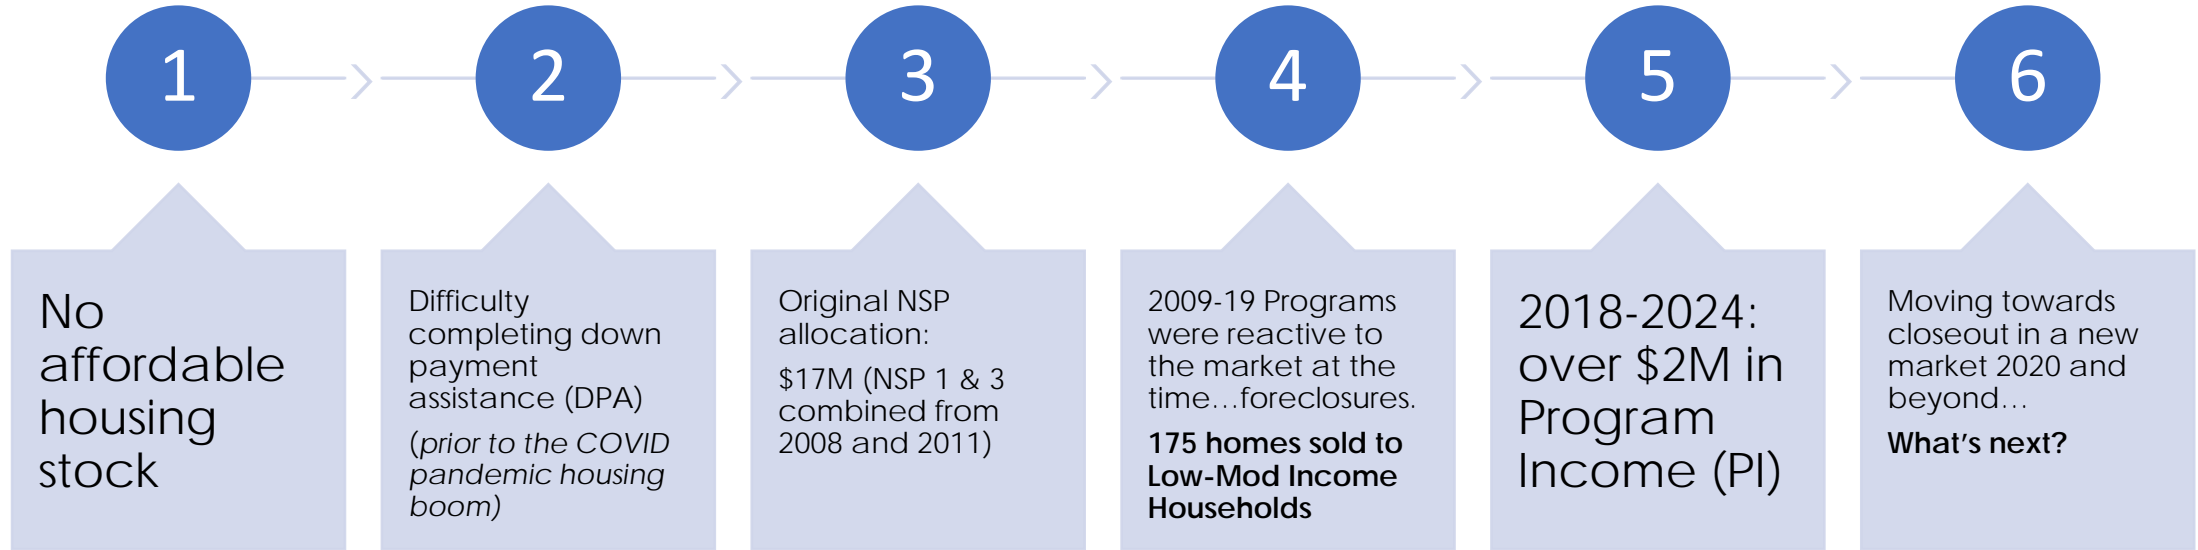 1
2
3
4
5
6
No
affordable
housing
stock
Difficulty
completing down
payment
assistance (DPA)
(prior to the COVID
pandemic housing
boom)
Original NSP
allocation:
$17M (NSP 1 & 3
combined from
2008 and 2011)
2009-19 Programs
were reactive to
the market at the
time…foreclosures.
175 homes sold to
Low-Mod Income
Households
2018-2024:
over $2M in
Program
Income (PI)
Moving towards
closeout in a new
market 2020 and
beyond…
What’s next?